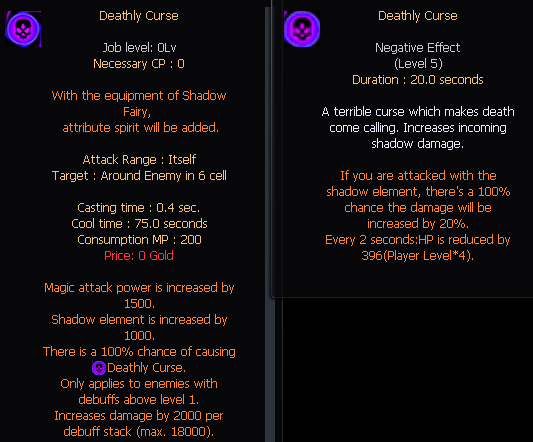 Deathly Curse
Job level: 0Lv
Necessary CP : 0
With the equipment of Shadow
Fairy,
attribute spirit will be added.
Attack Range : Itself
Target : Around Enemy in 6 cell
Casting time : 0.4 sec.
Cool time : 75.0 seconds
Consumption MP : 200
Price: 0 Gold
Magic attack power is increased by
1500.
Shadow element is increased by
1000.
There is a 100% chance of causing
Deathly Curse.
Only applies to enemies with
debuffs above level 1.
Increases damage by 2000 per
debuff stack (max. 18000).
Deathly Curse
Negative Effect
(Level 5)
Duration : 20.0 seconds
A terrible curse which makes death
come calling. Increases incoming
shadow damage.
If you are attacked with the
shadow element, there's a 100%
chance the damage will be
increased by 20%.
Every 2 seconds:HP is reduced by
396(Player Level*4).